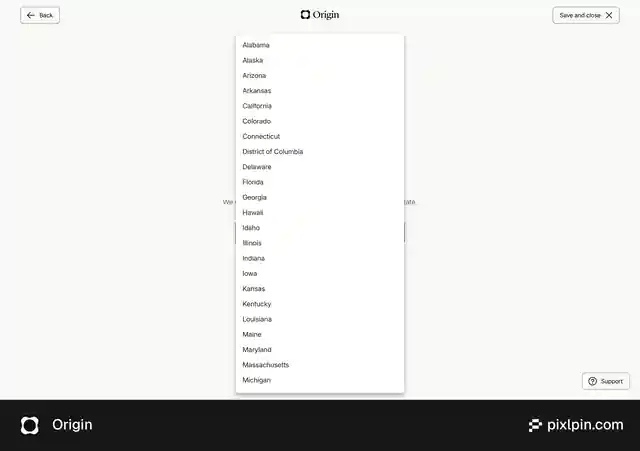 Back
Origin
Save and close
Alabama
Alaska
Arizona
Arkansas
California
Colorado
Connecticut
District of Columbia
Delaware
Florida
Georgia
We
Hawaii
Idaho
Illinois
Indiana
Iowa
Kansas
Kentucky
Louisiana
Maine
Maryland
Massachusetts
Michigan
Support
Origin
pixlpin.com